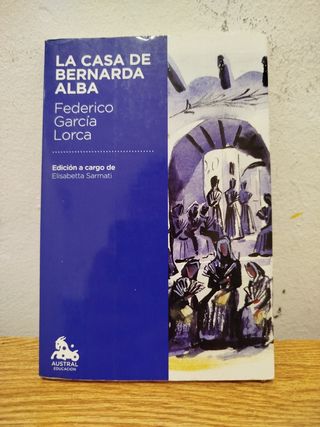 LA CASA DE
BERNARDA
ALBA
Federico
García
Lorca
Edición a cargo de
Elisabetta Sarmati
AUSTRAL
EDUCACIÓN